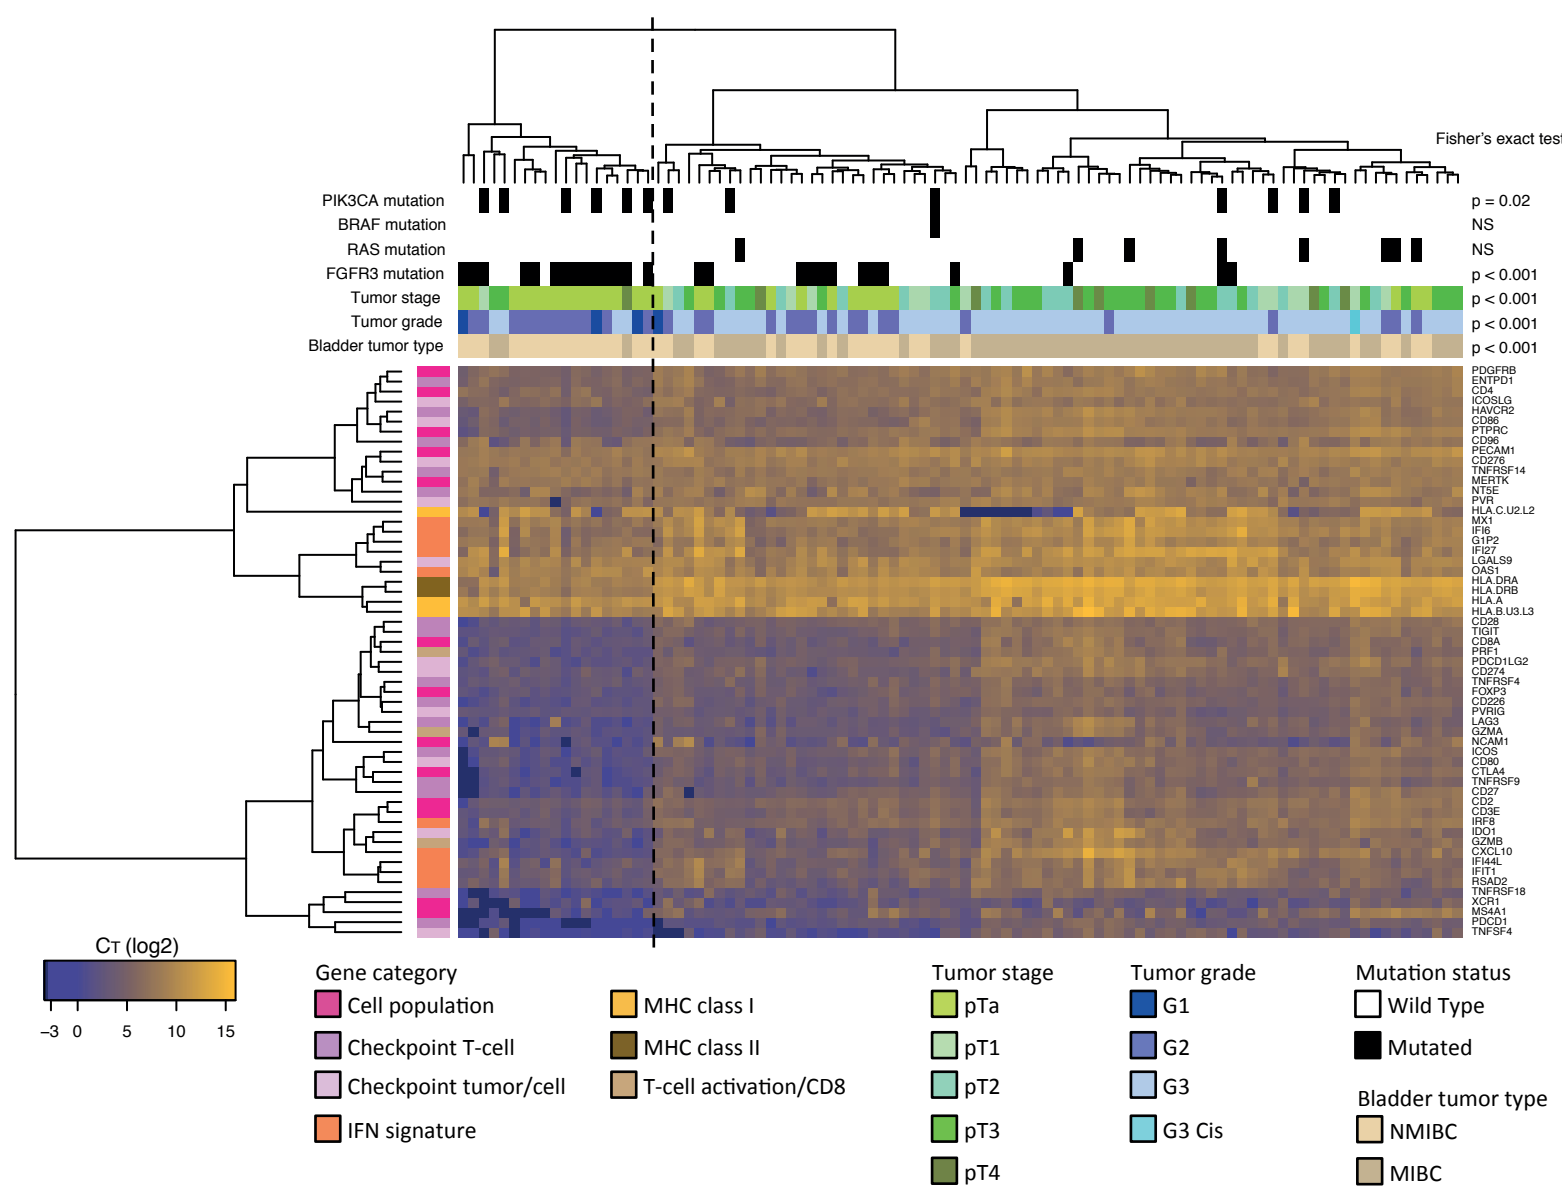 Fisher's exact test
PIK3CA mutation
p = 0.02
BRAF mutation
NS
RAS mutation
NS
FGFR3 mutation
p < 0.001
Tumor stage
p < 0.001
Tumor grade
p < 0.001
Bladder tumor type
p < 0.001
PDGFRB
ENTPD1
CD4
ICOSLG
HAVCR2
CD86
PTPRC
CD96
PECAM1
CD276
TNFRSF14
MERTK
NT5E
PVR
HLA.C.U2.L2
MX1
IFI6
G1P2
IFI27
LGALS9
OAS1
HLA.DRA
HLA.DRB
HLA.A
HLA.B.U3.L3
CD28
TIGIT
CD8A
PRF1
PDCD1LG2
CD274
TNFRSF4
FOXP3
CD226
PVRIG
LAG3
GZMA
NCAM1
ICOS
CD80
CTLA4
TNFRSF9
CD27
CD2
CD3E
IRF8
IDO1
GZMB
CXCL10
IFI44L
IFIT1
RSAD2
TNFRSF18
XCR1
MS4A1
PDCD1
TNFSF4
CT (log2)
−3 0 5 10 15
Gene category
Cell population
Checkpoint T-cell
Checkpoint tumor/cell
IFN signature
MHC class I
MHC class II
T-cell activation/CD8
Tumor stage
pTa
pT1
pT2
pT3
pT4
Tumor grade
G1
G2
G3
G3 Cis
Mutation status
Wild Type
Mutated
Bladder tumor type
NMIBC
MIBC